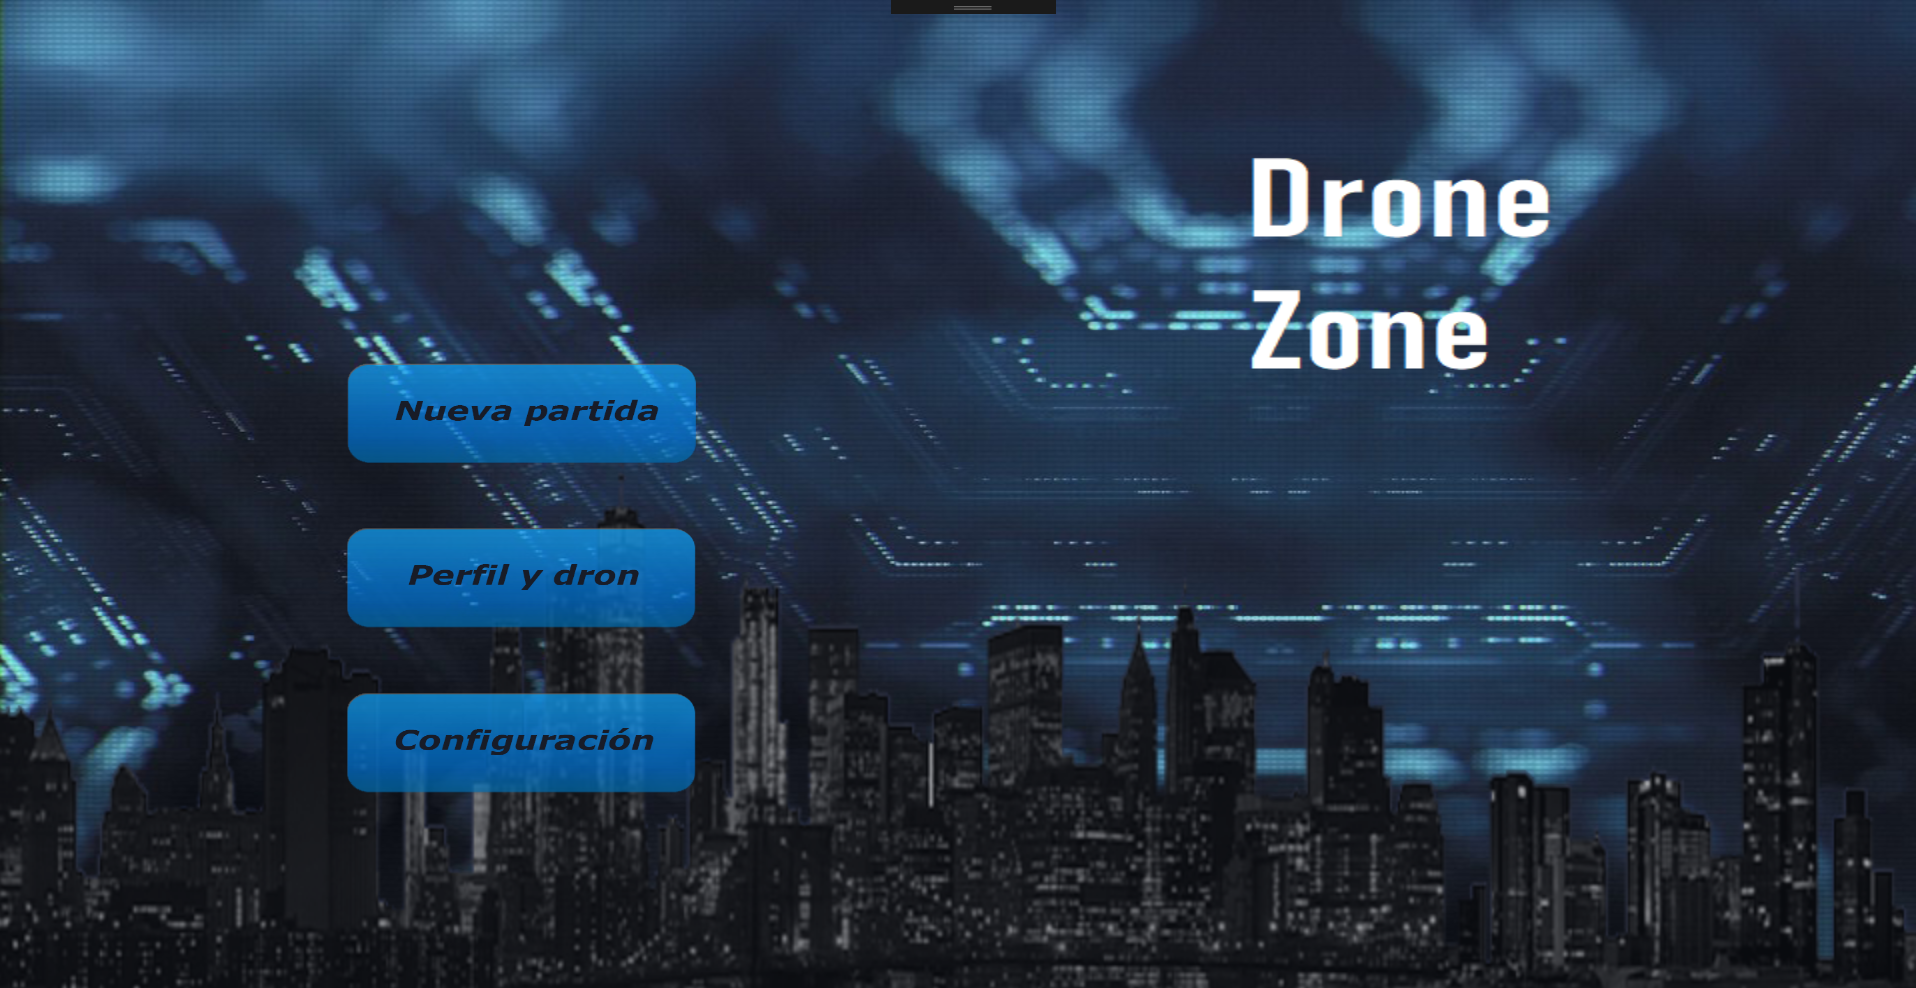 Drone
Zone
Nueva partida
Perfil y dron
Configuración